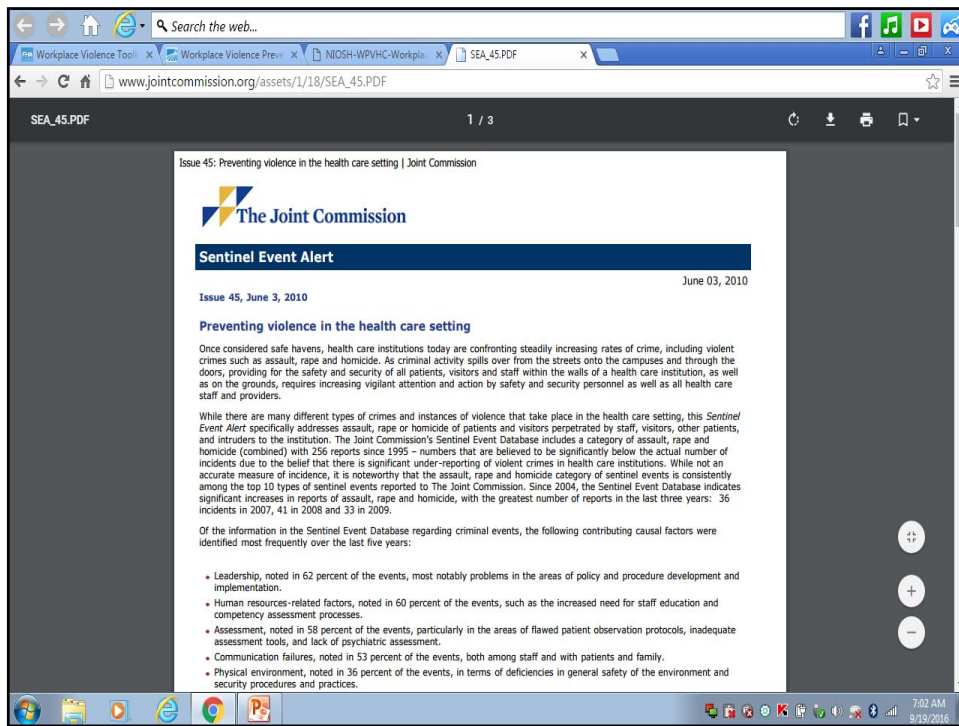 Search the web...
Workplace Violence Toolk
Workplace Violence Preve
NIOSH-WPVHC-Workplac
SEA_45.PDF
www.jointcommission.org/assets/1/18/SEA_45.PDF
SEA_45.PDF
1 / 3
Issue 45: Preventing violence in the health care setting | Joint Commission
The Joint Commission
Sentinel Event Alert
June 03, 2010
Issue 45, June 3, 2010
Preventing violence in the health care setting
Once considered safe havens, health care institutions today are confronting steadily increasing rates of crime, including violent
crimes such as assault, rape and homicide. As criminal activity spills over from the streets onto the campuses and through the
doors, providing for the safety and security of all patients, visitors and staff within the walls of a health care institution, as well
as on the grounds, requires increasing vigilant attention and action by safety and security personnel as well as all health care
staff and providers.
While there are many different types of crimes and instances of violence that take place in the health care setting, this Sentinel
Event Alert specifically addresses assault, rape or homicide of patients and visitors perpetrated by staff, visitors, other patients,
and intruders to the institution. The Joint Commission's Sentinel Event Database includes a category of assault, rape and
homicide (combined) with 256 reports since 1995 – numbers that are believed to be significantly below the actual number of
incidents due to the belief that there is significant under-reporting of violent crimes in health care institutions. While not an
accurate measure of incidence, it is noteworthy that the assault, rape and homicide category of sentinel events is consistently
among the top 10 types of sentinel events reported to The Joint Commission. Since 2004, the Sentinel Event Database indicates
significant increases in reports of assault, rape and homicide, with the greatest number of reports in the last three years: 36
incidents in 2007, 41 in 2008 and 33 in 2009.
Of the information in the Sentinel Event Database regarding criminal events, the following contributing causal factors were
identified most frequently over the last five years:
• Leadership, noted in 62 percent of the events, most notably problems in the areas of policy and procedure development and
implementation.
• Human resources-related factors, noted in 60 percent of the events, such as the increased need for staff education and
competency assessment processes.
• Assessment, noted in 58 percent of the events, particularly in the areas of flawed patient observation protocols, inadequate
assessment tools, and lack of psychiatric assessment.
• Communication failures, noted in 53 percent of the events, both among staff and with patients and family.
• Physical environment, noted in 36 percent of the events, in terms of deficiencies in general safety of the environment and
security procedures and practices.
7:02 AM
9/19/2016